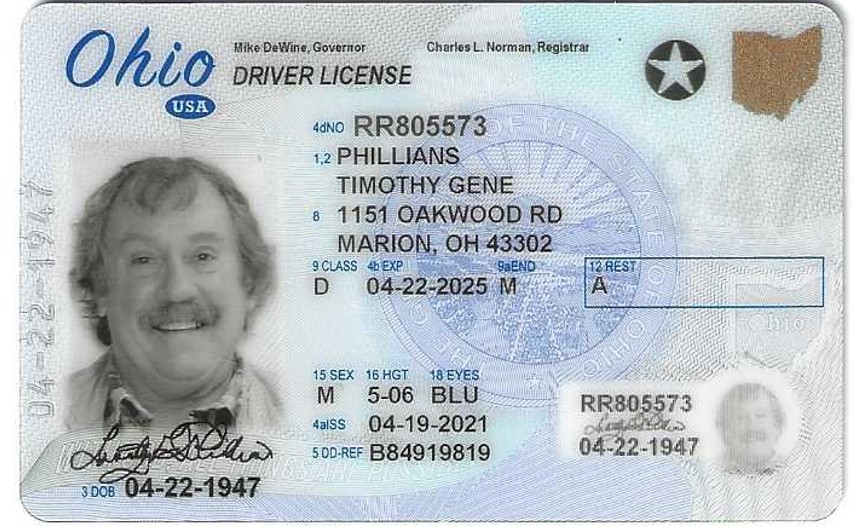 Ohio
USA
Mike DeWine, Governor
Charles L. Norman, Registrar
DRIVER LICENSE
4dNO RR805573
1,2 PHILLIANS
TIMOTHY GENE
8 1151 OAKWOOD RD
MARION, OH 43302
9 CLASS 4b EXP 9aEND 12 REST
D 04-22-2025 M A
Ohio
15 SEX 16 HGT 18 EYES
M 5-06 BLU
4aISS 04-19-2021
5 DD-REF B84919819
3 DOB 04-22-1947
RR805573
04-22-1947
04-22-1947
OF THE STATE OF OHIO